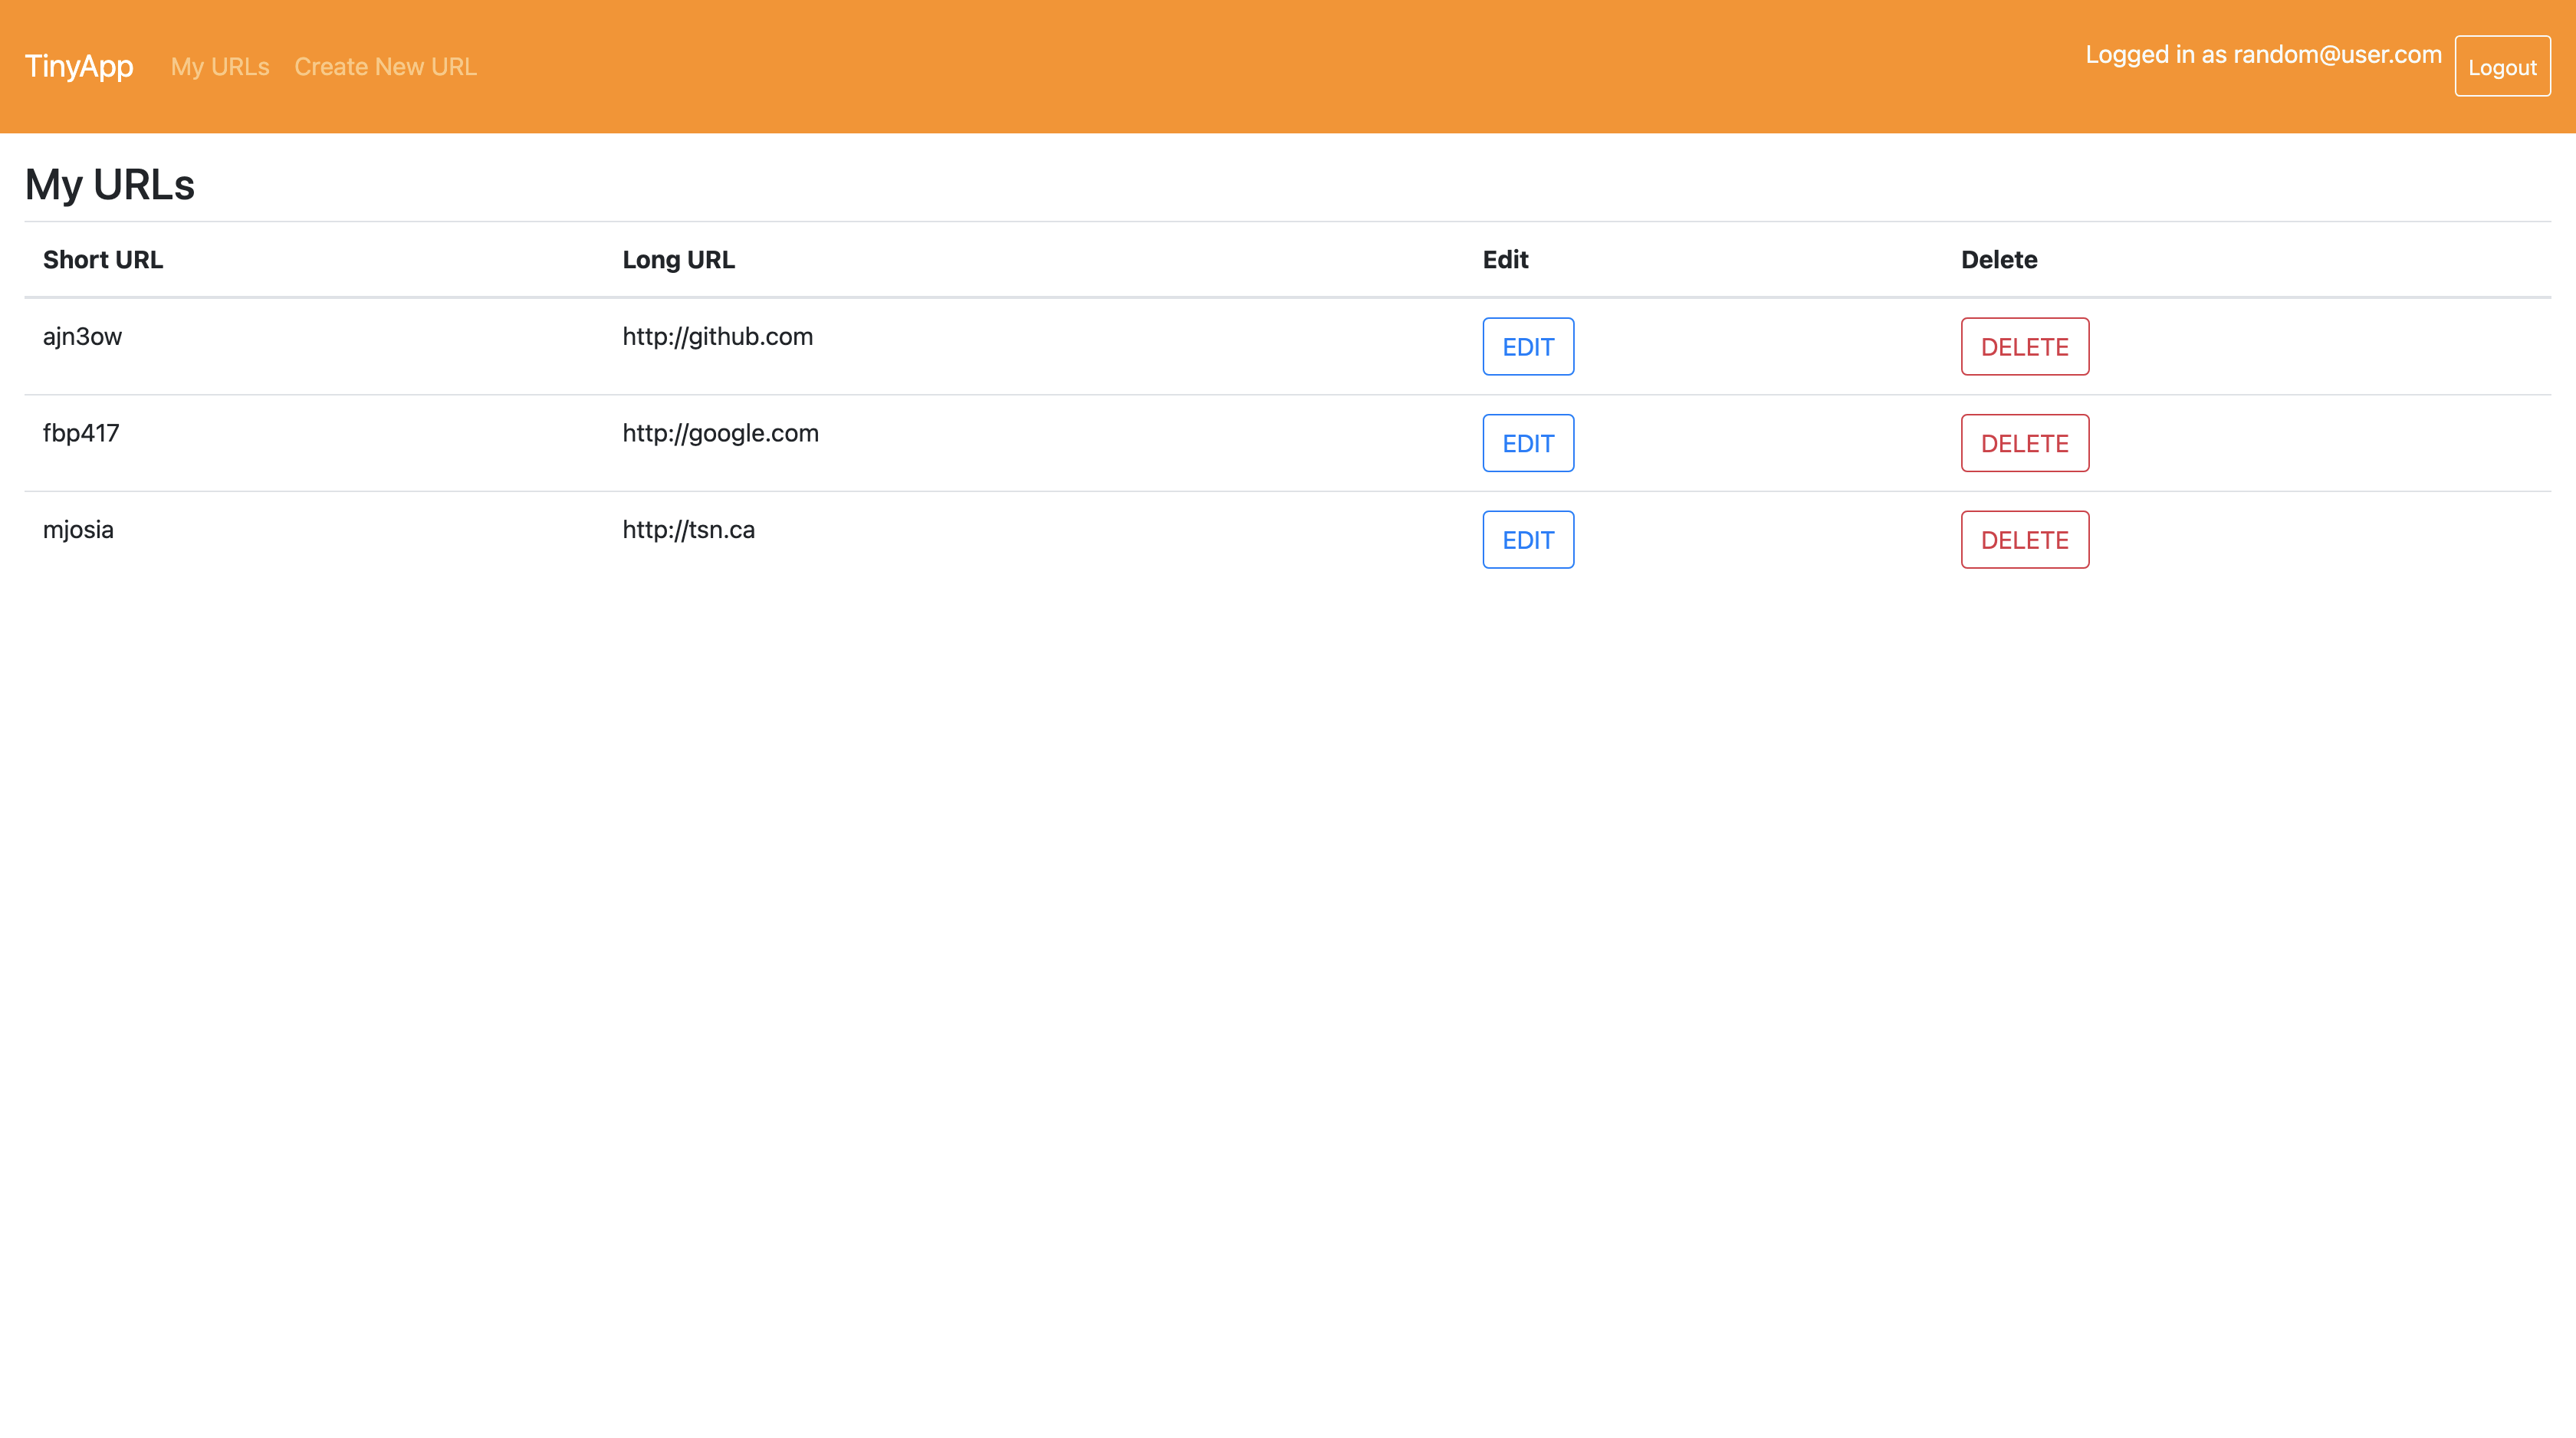 TinyApp My URLs Create New URL Logged in as random@user.com Logout
My URLs
Short URL Long URL Edit Delete
ajn3ow http://github.com EDIT DELETE
fbp417 http://google.com EDIT DELETE
mjosia http://tsn.ca EDIT DELETE